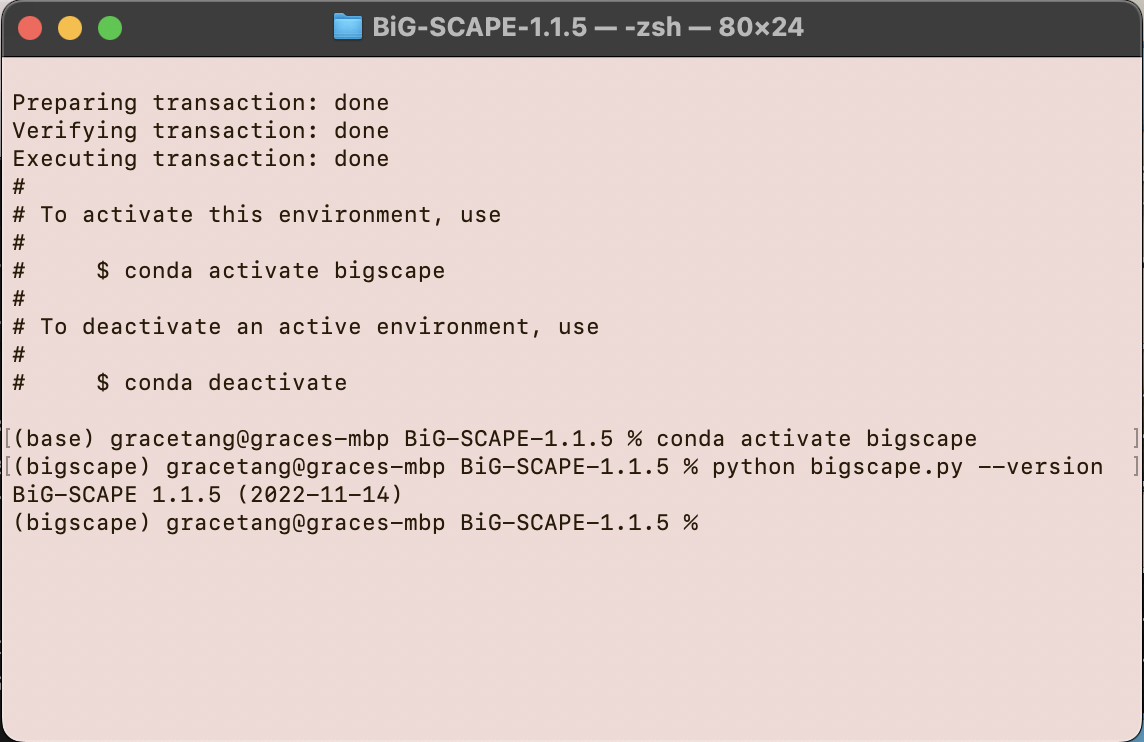 BiG-SCAPE-1.1.5 — -zsh — 80×24
Preparing transaction: done
Verifying transaction: done
Executing transaction: done
#
# To activate this environment, use
#
#     $ conda activate bigscape
#
# To deactivate an active environment, use
#
#     $ conda deactivate
[(base) gracetang@graces-mbp BiG-SCAPE-1.1.5 % conda activate bigscape ]
[(bigscape) gracetang@graces-mbp BiG-SCAPE-1.1.5 % python bigscape.py --version ]
BiG-SCAPE 1.1.5 (2022-11-14)
(bigscape) gracetang@graces-mbp BiG-SCAPE-1.1.5 %